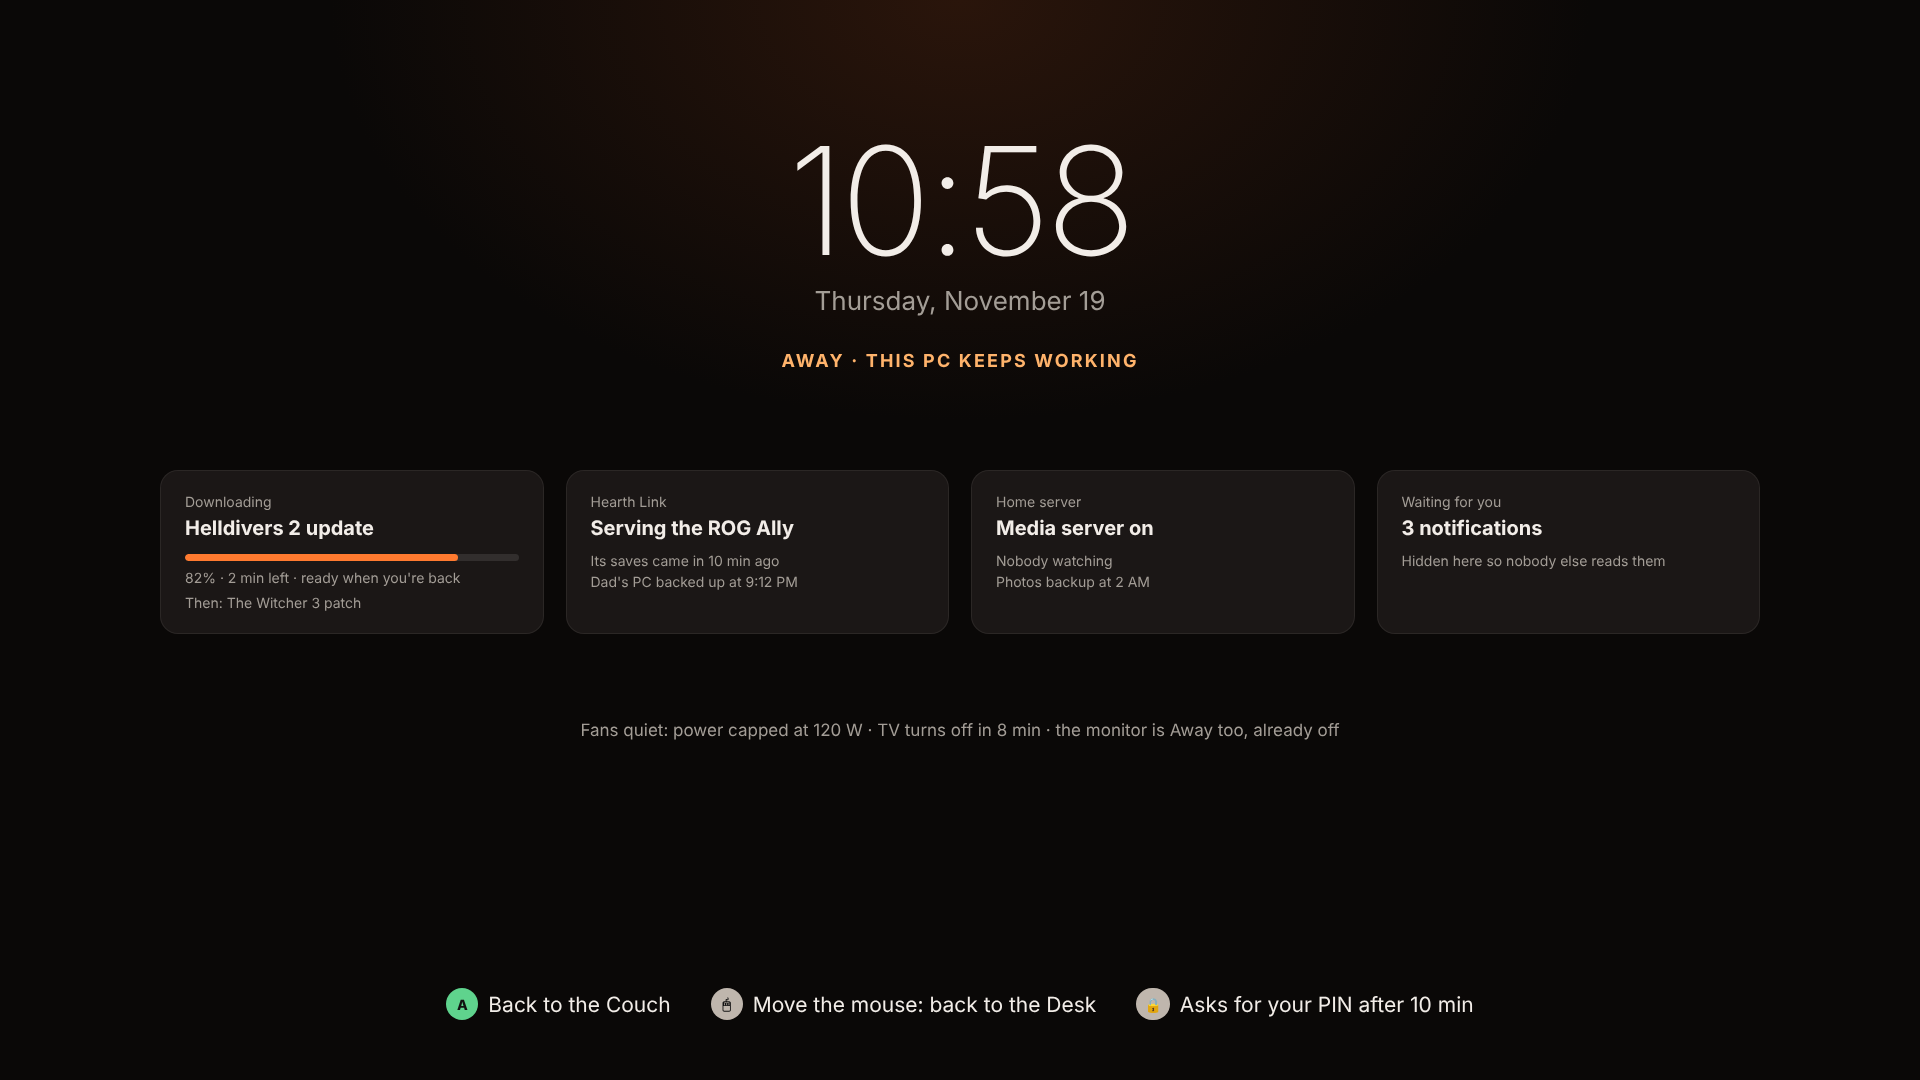 10:58
Thursday, November 19
AWAY · THIS PC KEEPS WORKING
Downloading
Helldivers 2 update
82% · 2 min left · ready when you're back
Then: The Witcher 3 patch
Hearth Link
Serving the ROG Ally
Its saves came in 10 min ago
Dad's PC backed up at 9:12 PM
Home server
Media server on
Nobody watching
Photos backup at 2 AM
Waiting for you
3 notifications
Hidden here so nobody else reads them
Fans quiet: power capped at 120 W · TV turns off in 8 min · the monitor is Away too, already off
A Back to the Couch
Move the mouse: back to the Desk
Asks for your PIN after 10 min